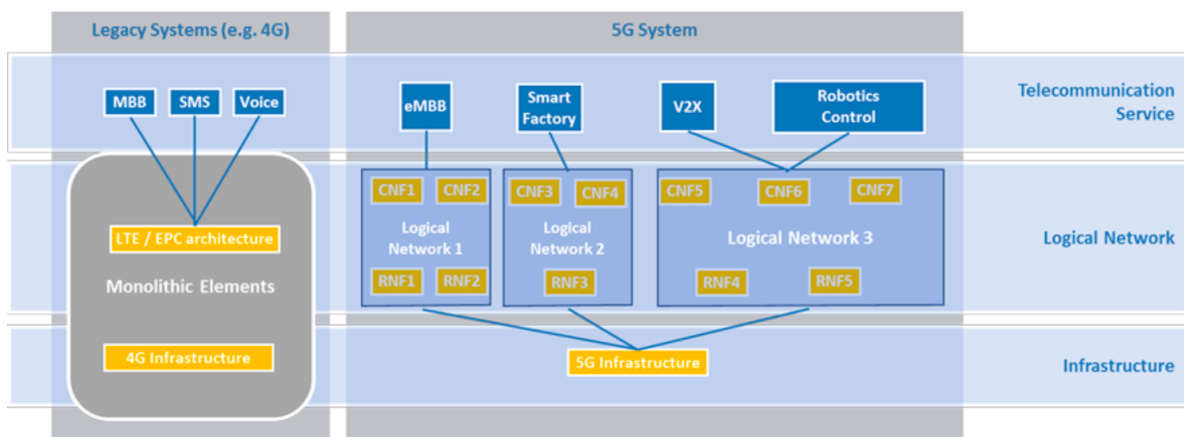 Legacy Systems (e.g. 4G)
5G System
MBB
SMS
Voice
eMBB
Smart
Factory
V2X
Robotics
Control
Telecommunication
Service
CNF1
CNF2
CNF3
CNF4
CNF5
CNF6
CNF7
LTE / EPC architecture
Logical
Network 1
Logical
Network 2
Logical Network 3
Logical Network
Monolithic Elements
RNF1
RNF2
RNF3
RNF4
RNF5
4G Infrastructure
5G Infrastructure
Infrastructure